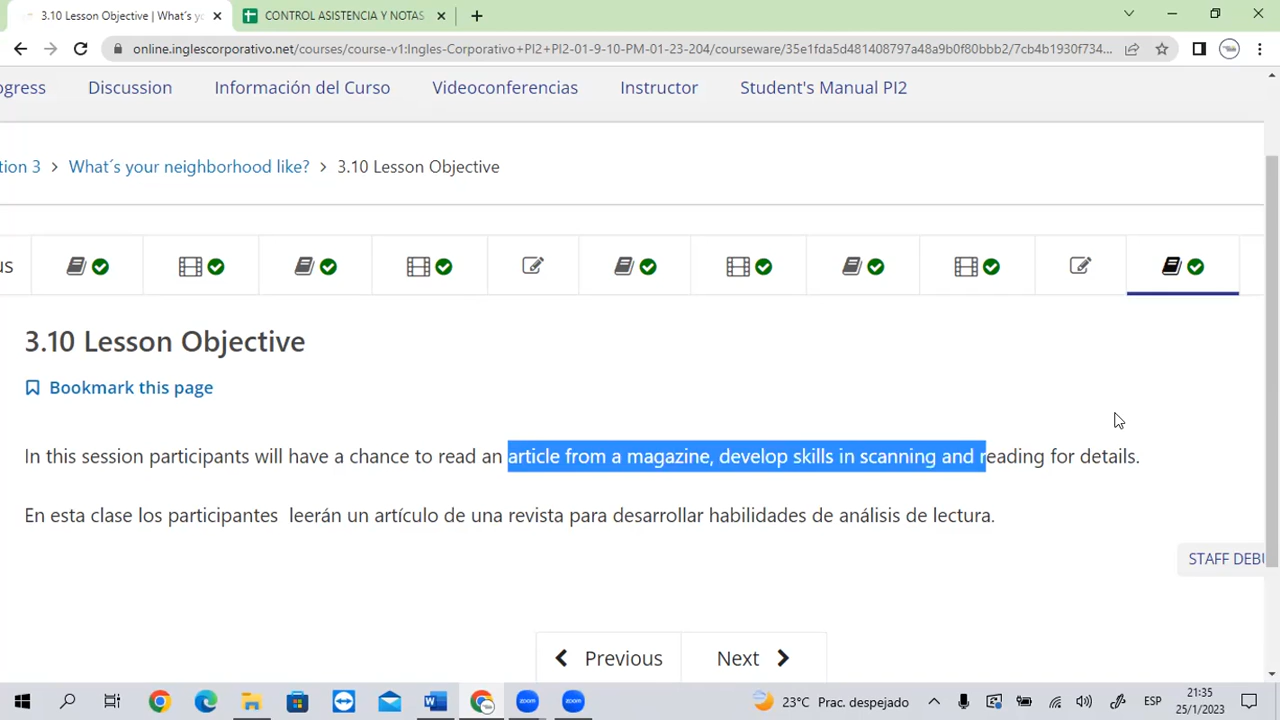 3.10 Lesson Objective | What´s yo
CONTROL ASISTENCIA Y NOTAS
online.inglescorporativo.net/courses/course-v1:Ingles-Corporativo+PI2+PI2-01-9-10-PM-01-23-204/courseware/35e1fda5d481408797a48a9b0f80bbb2/7cb4b1930f734...
ogress Discussion Información del Curso Videoconferencias Instructor Student's Manual PI2
tion 3 > What´s your neighborhood like? > 3.10 Lesson Objective
us
3.10 Lesson Objective
Bookmark this page
In this session participants will have a chance to read an article from a magazine, develop skills in scanning and reading for details.
En esta clase los participantes leerán un artículo de una revista para desarrollar habilidades de análisis de lectura.
STAFF DEBU
Previous Next
zoom zoom 23°C Prac. despejado ESP 21:35
25/1/2023